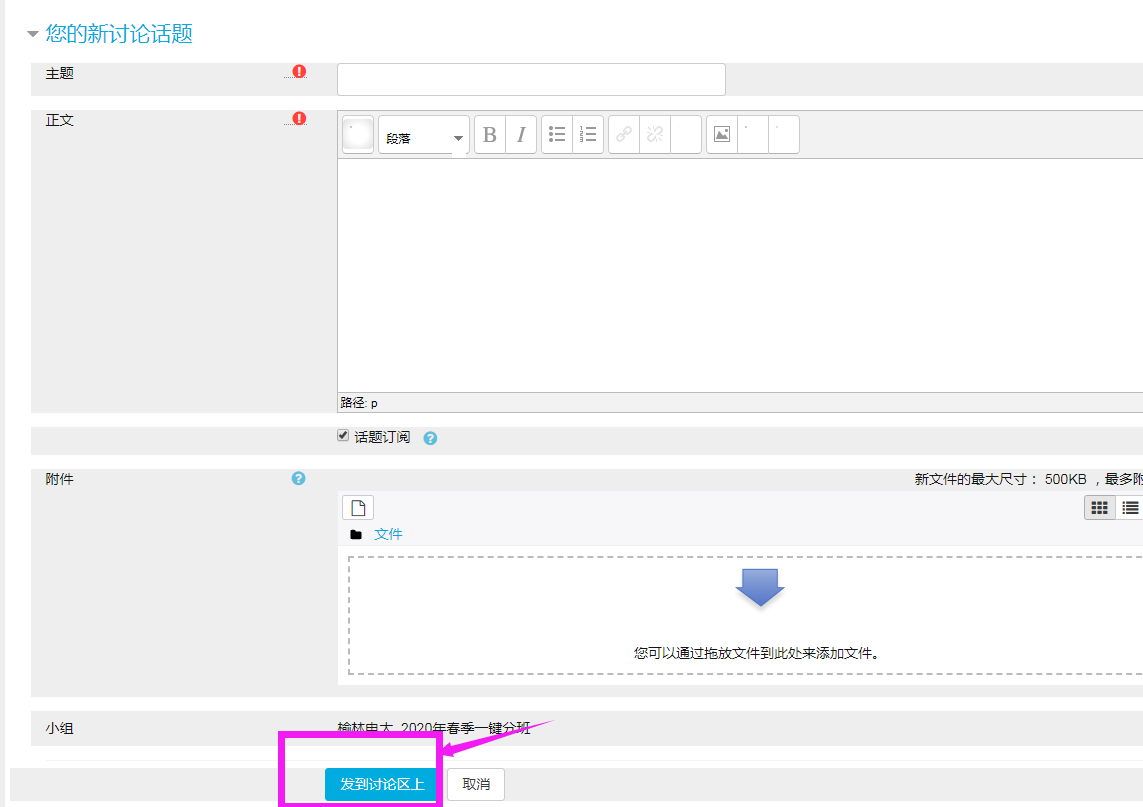 您的新讨论话题
主题
正文
段落 B I
路径: p
话题订阅
附件 新文件的最大尺寸： 500KB ，最多附
文件
您可以通过拖放文件到此处来添加文件。
小组 榆林电大_2020年春季一键分班
发到讨论区上 取消